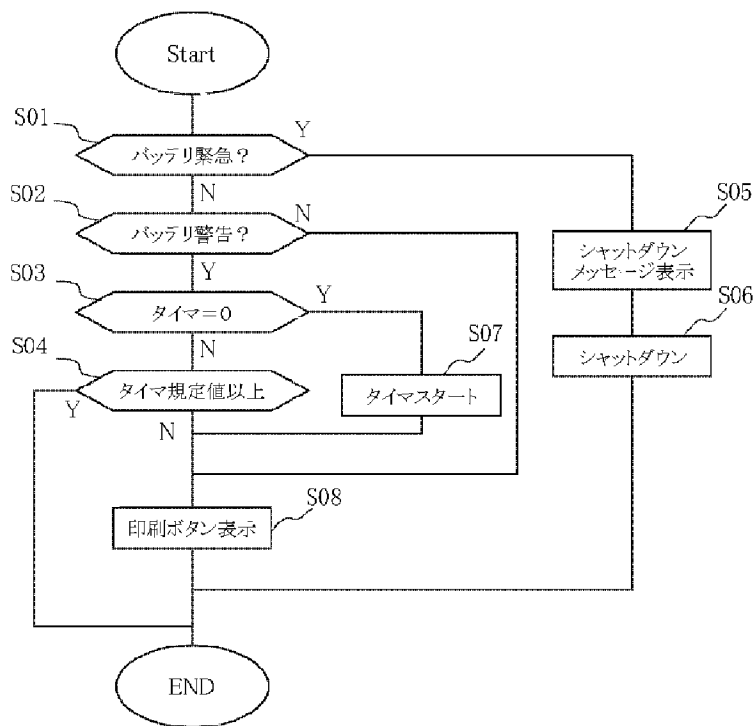 Start
S01
バッテリ緊急?
Y
N
S02
バッテリ警告?
N
Y
S03
タイマ=0
Y
N
S04
タイマ規定値以上
Y
N
S05
シャットダウン
メッセージ表示
S06
シャットダウン
S07
タイマスタート
S08
印刷ボタン表示
END